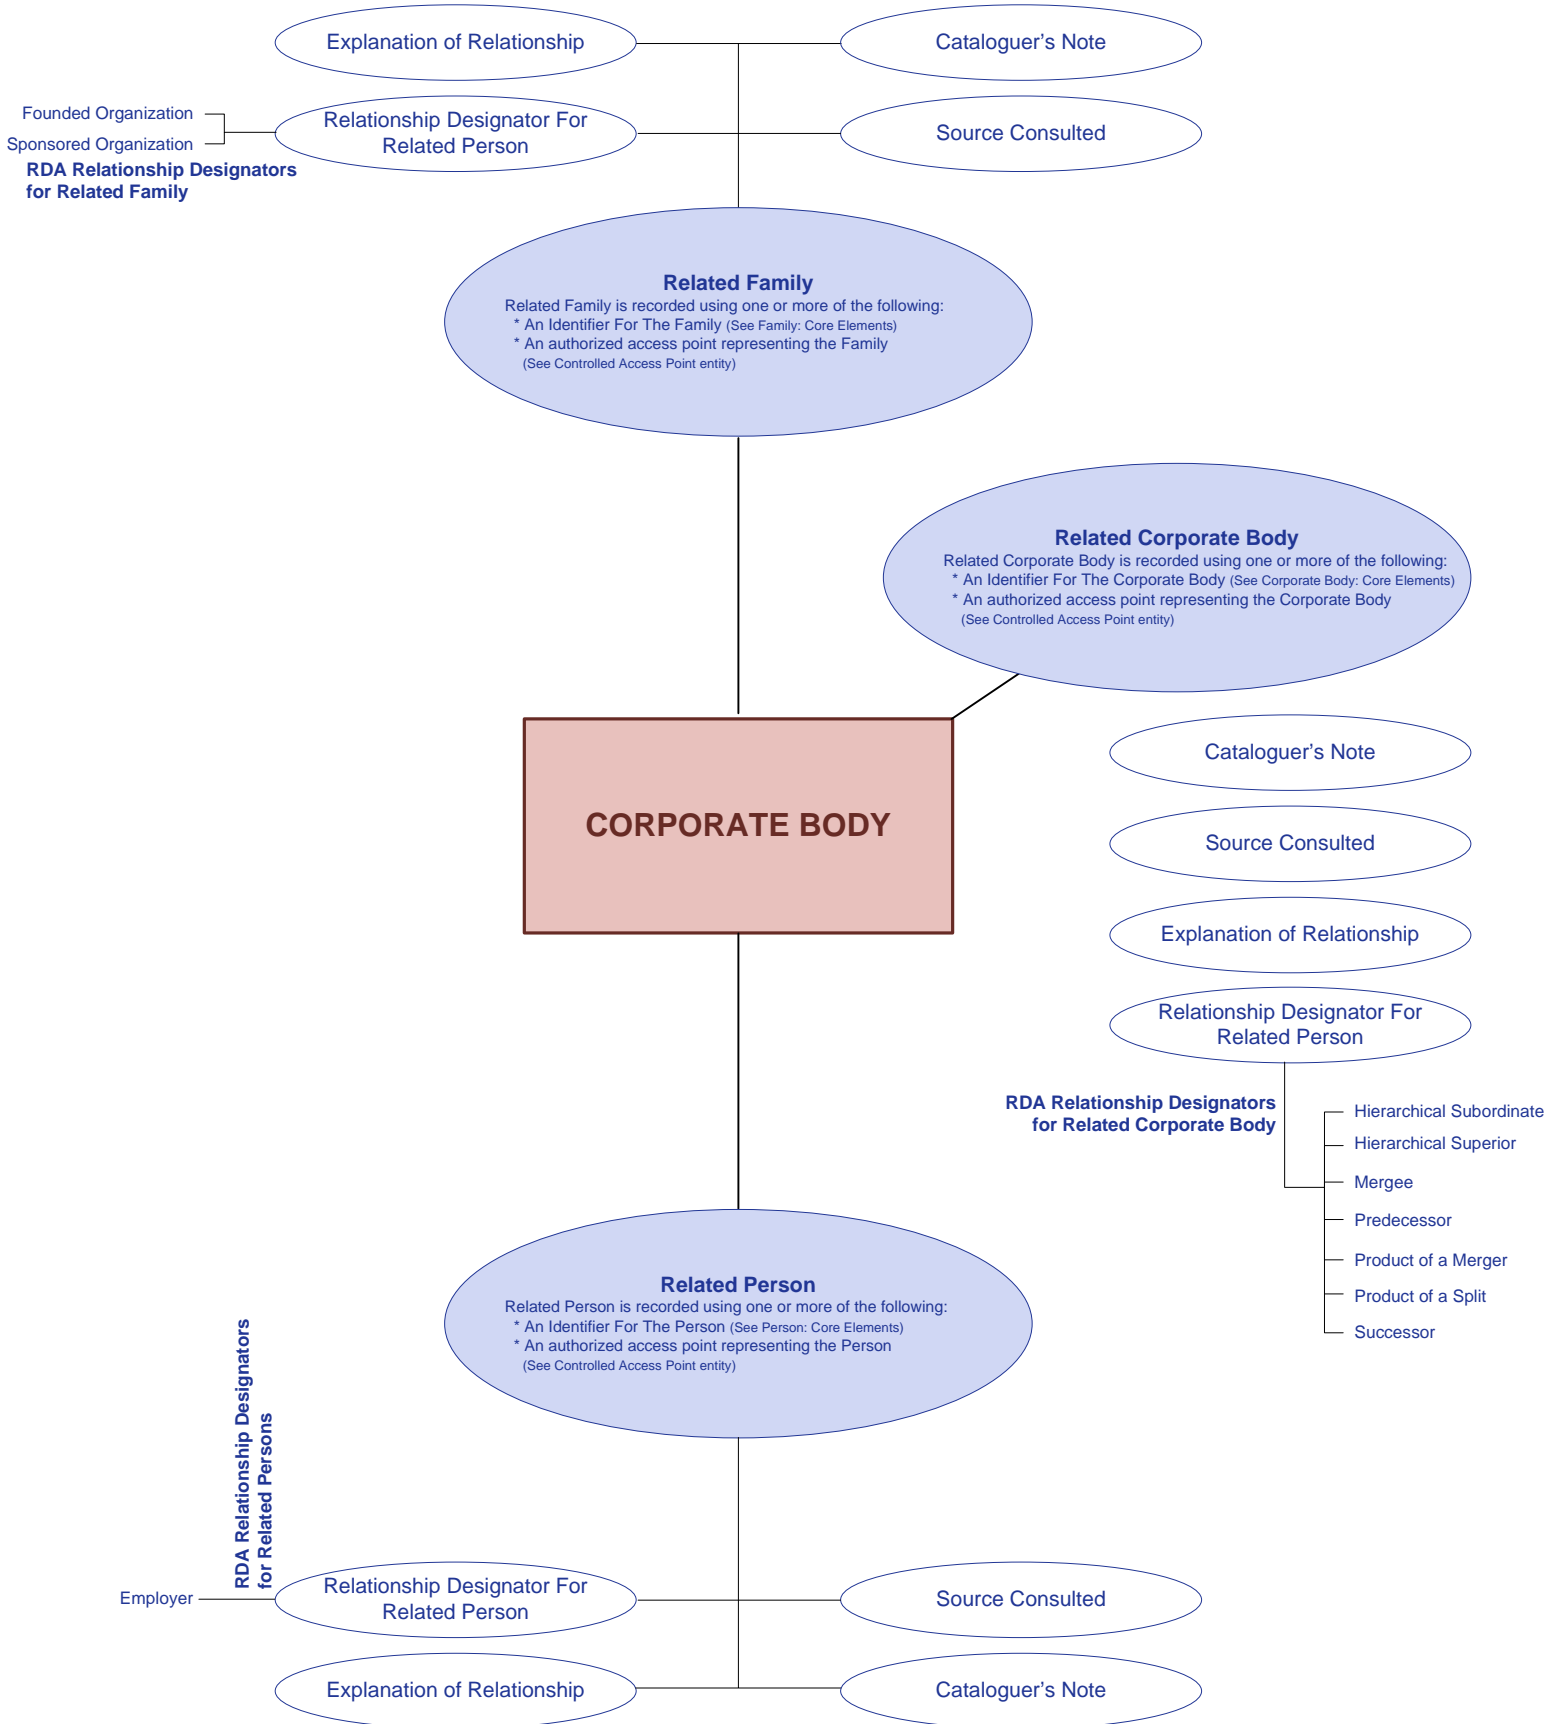 Explanation of Relationship
Cataloguer’s Note
Founded Organization
Sponsored Organization
Relationship Designator For
Related Person
Source Consulted
RDA Relationship Designators
for Related Family
Related Family
Related Family is recorded using one or more of the following:
* An Identifier For The Family (See Family: Core Elements)
* An authorized access point representing the Family
(See Controlled Access Point entity)
Related Corporate Body
Related Corporate Body is recorded using one or more of the following:
* An Identifier For The Corporate Body (See Corporate Body: Core Elements)
* An authorized access point representing the Corporate Body
(See Controlled Access Point entity)
CORPORATE BODY
Cataloguer’s Note
Source Consulted
Explanation of Relationship
Relationship Designator For
Related Person
RDA Relationship Designators
for Related Corporate Body
Hierarchical Subordinate
Hierarchical Superior
Mergee
Predecessor
Product of a Merger
Product of a Split
Successor
Related Person
Related Person is recorded using one or more of the following:
* An Identifier For The Person (See Person: Core Elements)
* An authorized access point representing the Person
(See Controlled Access Point entity)
RDA Relationship Designators
for Related Persons
Employer
Relationship Designator For
Related Person
Source Consulted
Explanation of Relationship
Cataloguer’s Note